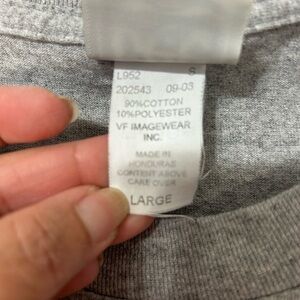 L952 S
202543 09-03
90%COTTON
10%POLYESTER
VF IMAGEWEAR
INC.
MADE IN
HONDURAS
CONTENT ABOVE
CARE OVER
LARGE